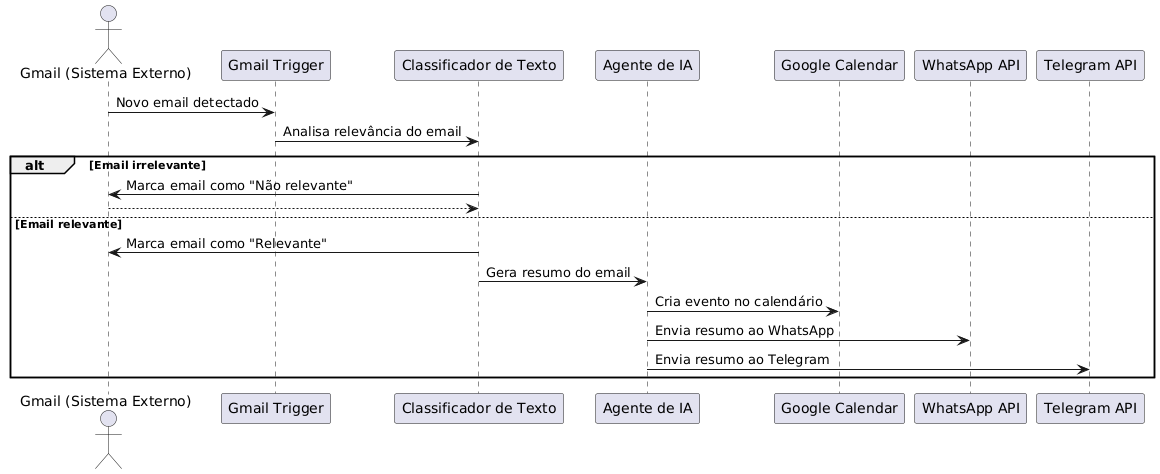 Gmail (Sistema Externo)
Gmail Trigger
Classificador de Texto
Agente de IA
Google Calendar
WhatsApp API
Telegram API
Novo email detectado
Analisa relevância do email
alt
[Email irrelevante]
Marca email como "Não relevante"
[Email relevante]
Marca email como "Relevante"
Gera resumo do email
Cria evento no calendário
Envia resumo ao WhatsApp
Envia resumo ao Telegram
Gmail (Sistema Externo)
Gmail Trigger
Classificador de Texto
Agente de IA
Google Calendar
WhatsApp API
Telegram API